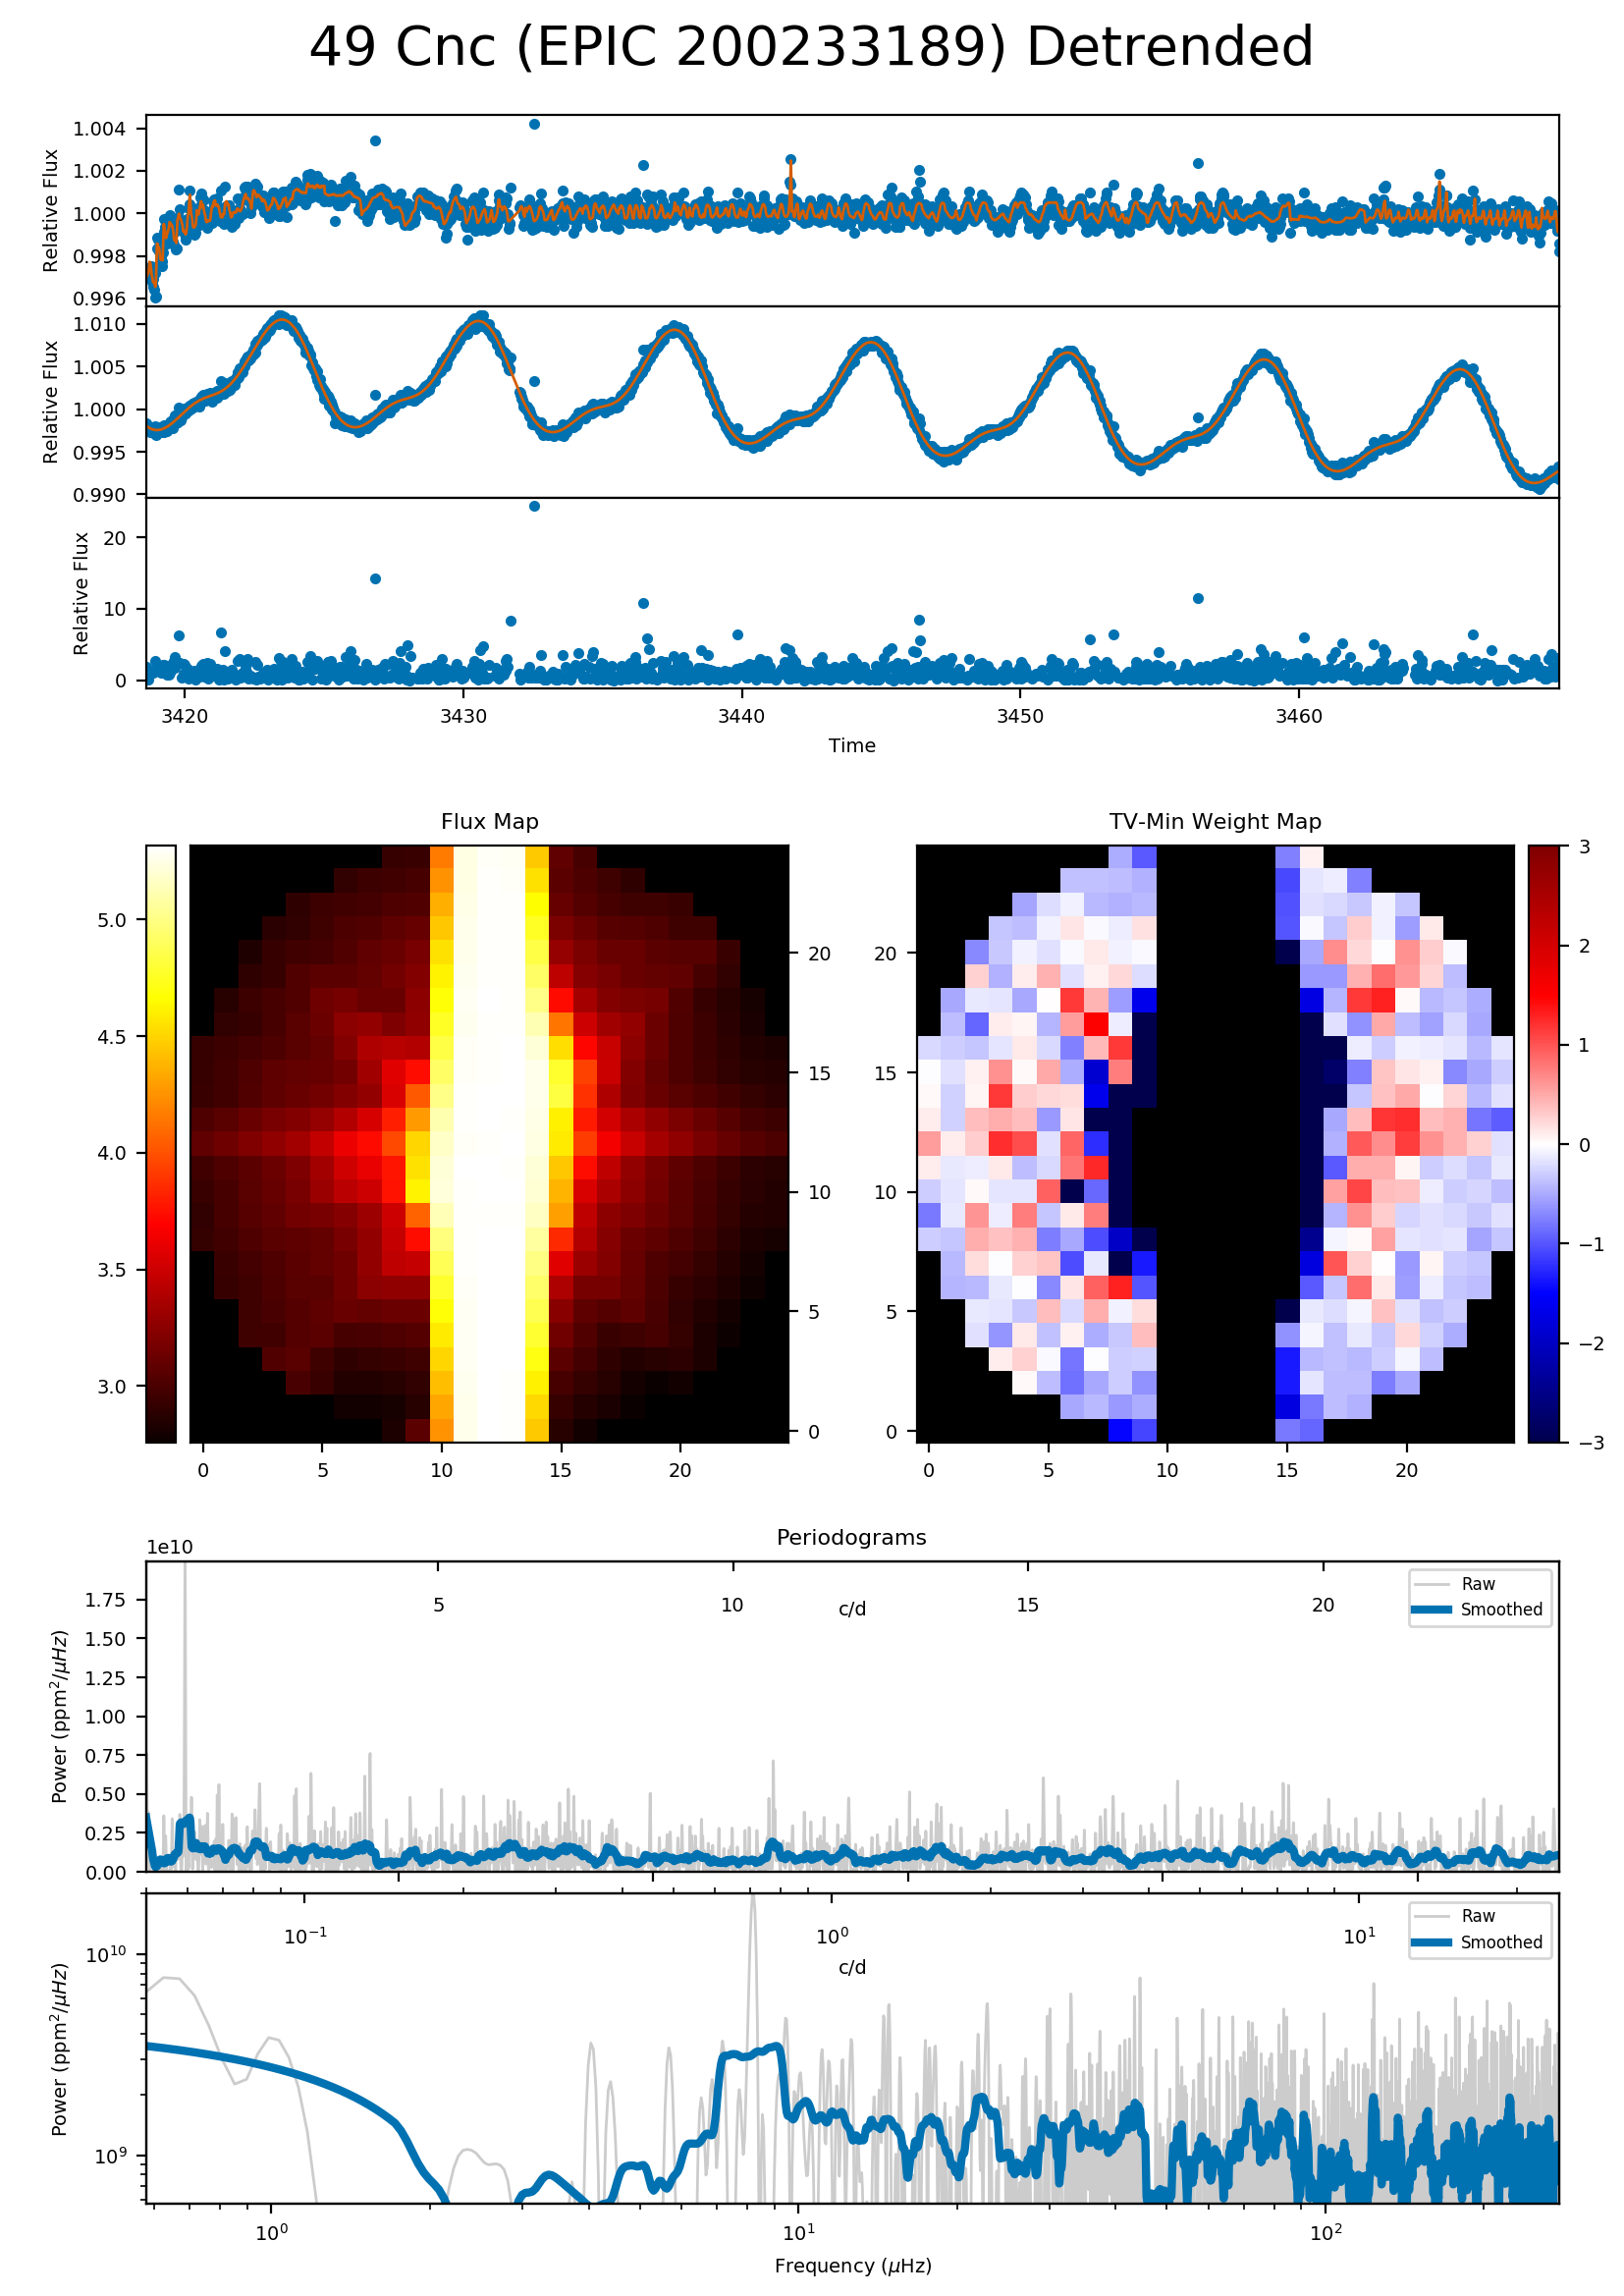 49 Cnc (EPIC 200233189) Detrended
1.004
1.002
1.000
0.998
0.996
Relative Flux
1.010
1.005
1.000
0.995
0.990
Relative Flux
20
10
0
Relative Flux
3420 3430 3440 3450 3460
Time
Flux Map
5.0
4.5
4.0
3.5
3.0
20
15
10
5
0
0 5 10 15 20
TV-Min Weight Map
20
15
10
5
0
0 5 10 15 20
3
2
1
0
−1
−2
−3
Periodograms
1e10
1.75
1.50
1.25
1.00
0.75
0.50
0.25
0.00
Power (ppm²/μHz)
5 10 15 20
c/d
Raw
Smoothed
10¹⁰
10⁹
Power (ppm²/μHz)
10⁻¹ 10⁰ 10¹
c/d
Raw
Smoothed
10⁰ 10¹ 10²
Frequency (μHz)